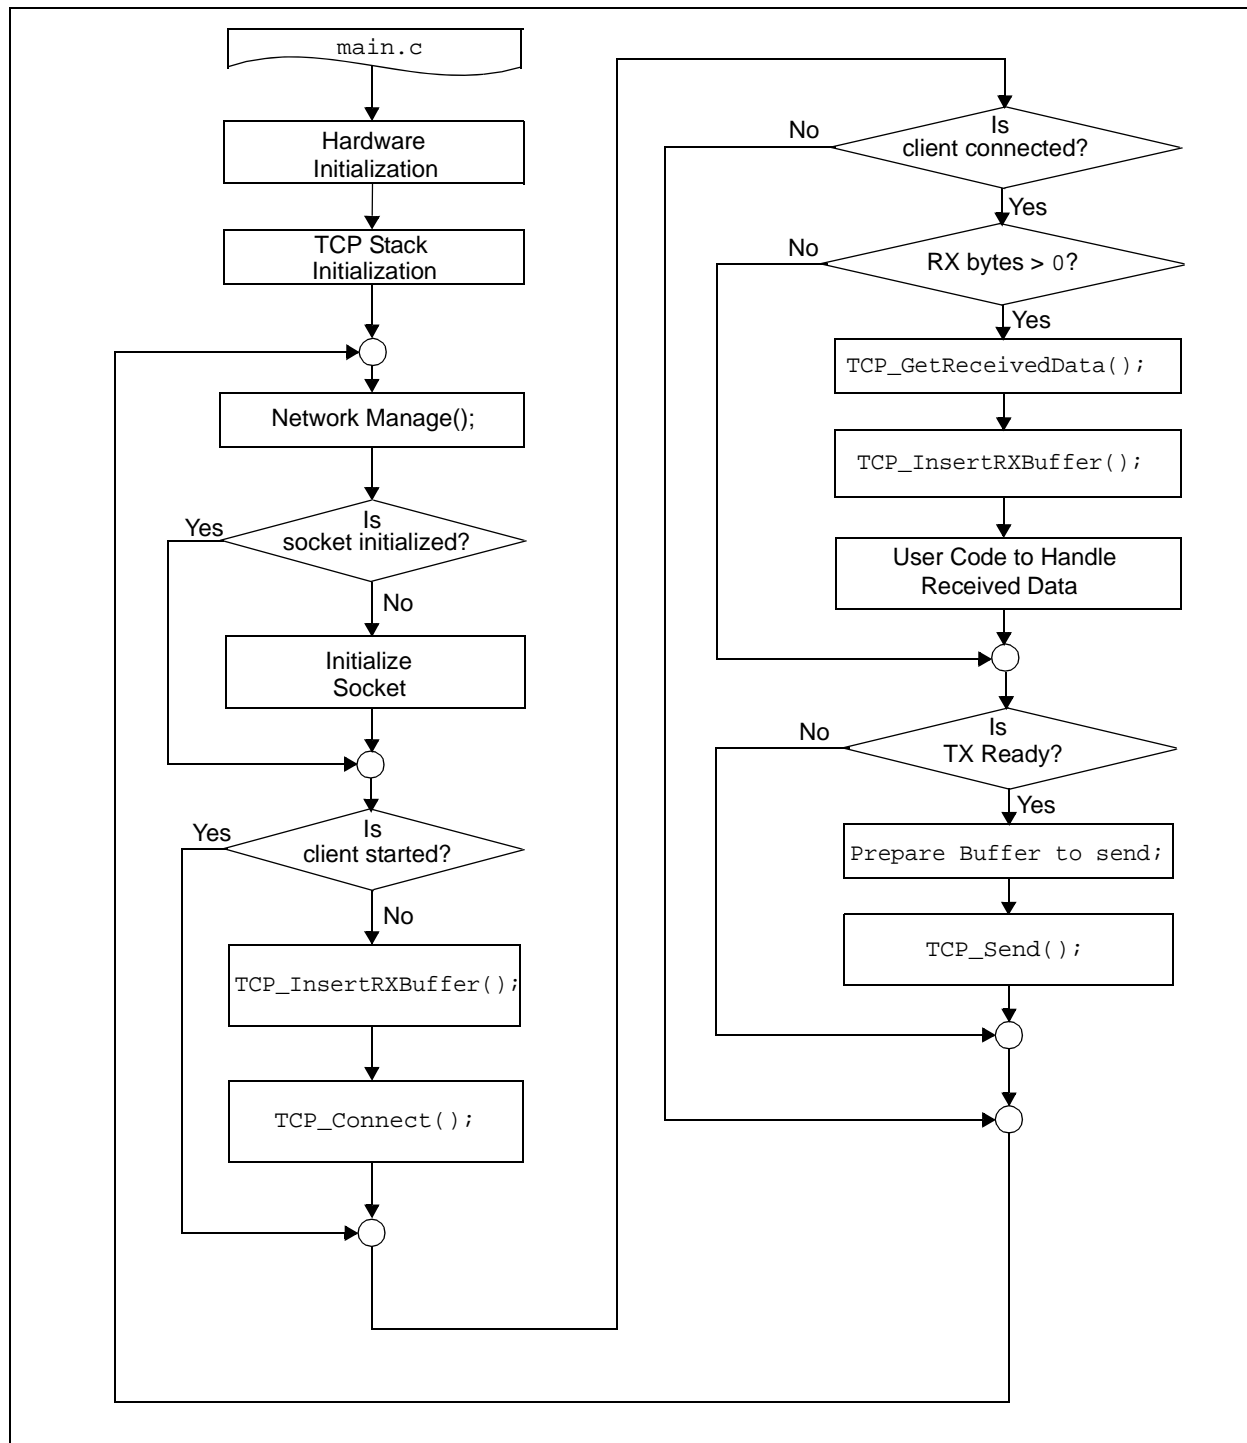 main.c
Hardware
Initialization
TCP Stack
Initialization
Network Manage();
Is
socket initialized?
Yes
No
Initialize
Socket
Is
client started?
Yes
No
TCP_InsertRXBuffer();
TCP_Connect();
Is
client connected?
No
Yes
RX bytes > 0?
No
Yes
TCP_GetReceivedData();
TCP_InsertRXBuffer();
User Code to Handle
Received Data
Is
TX Ready?
No
Yes
Prepare Buffer to send;
TCP_Send();